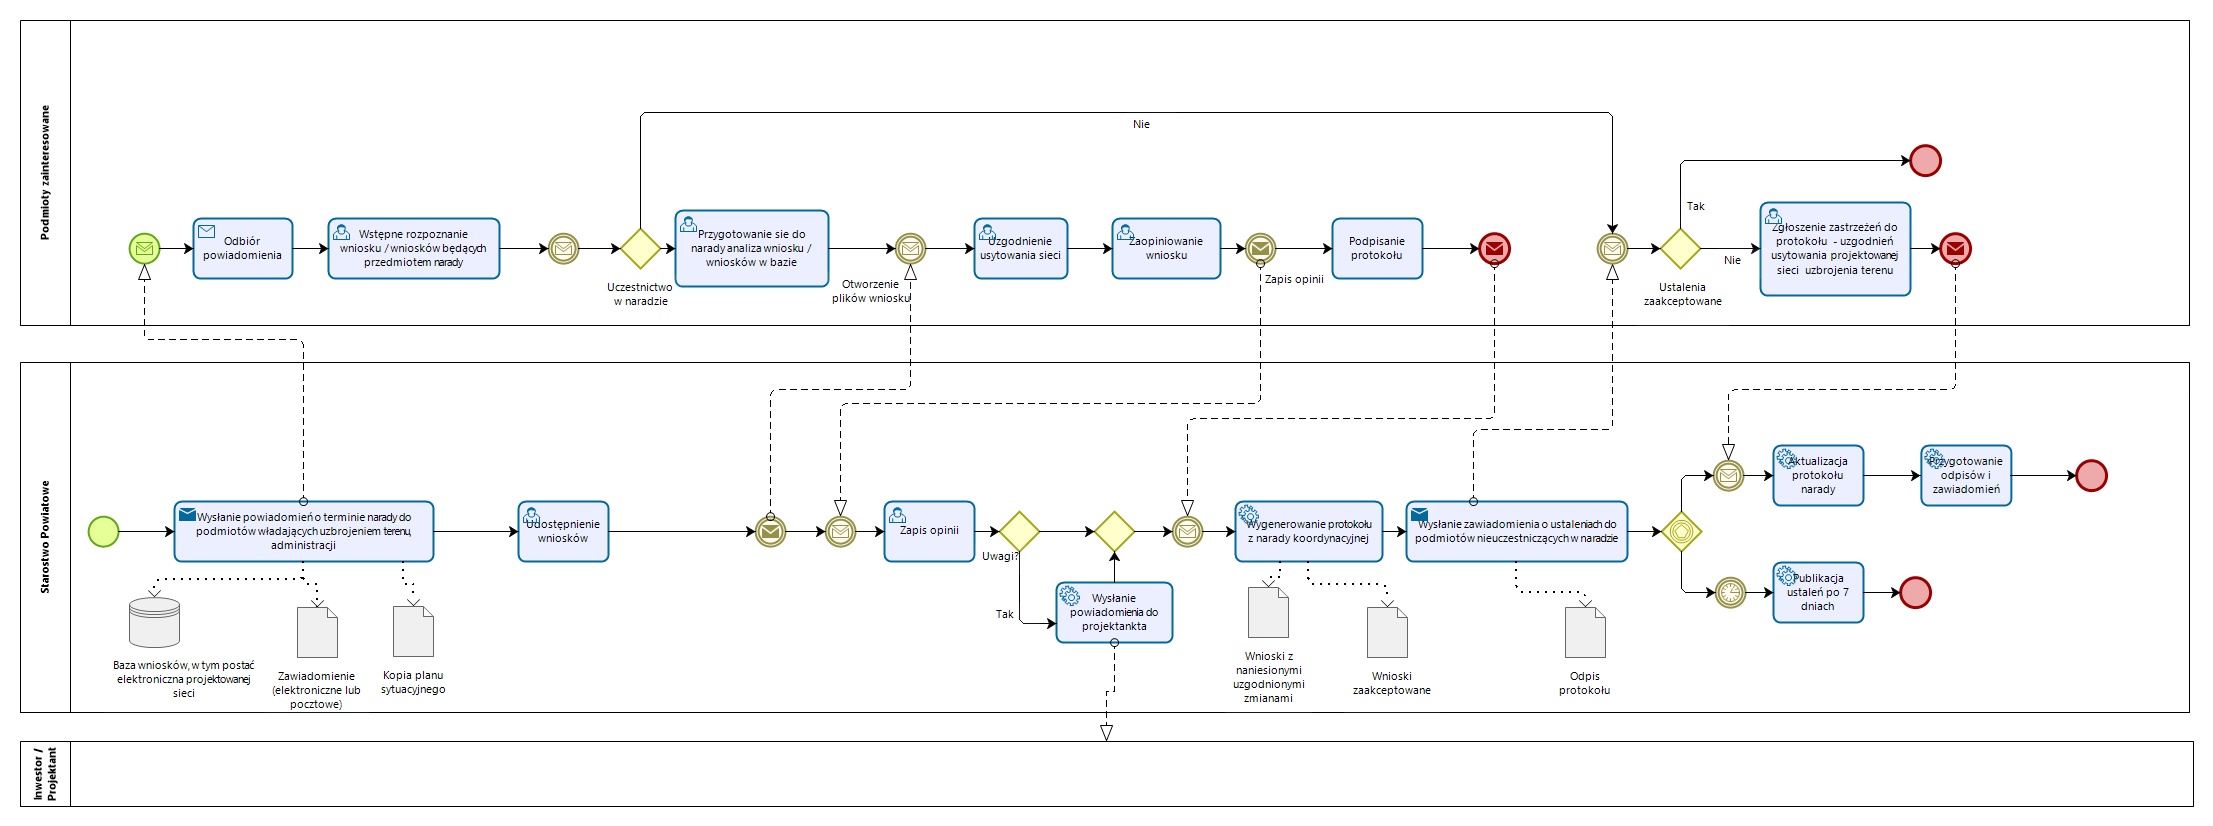 Podmioty zainteresowane
Nie
Odbiór
powiadomienia
Wstępne rozpoznanie
wniosku / wniosków będących
przedmiotem narady
Uczestnictwo
w naradzie
Przygotowanie sie do
narady analiza wniosku /
wniosków w bazie
Otworzenie
plików wniosku
Uzgodnienie
usytowania sieci
Zaopiniowanie
wniosku
Zapis opinii
Podpisanie
protokołu
Ustalenia
zaakceptowane
Tak
Nie
Zgłoszenie zastrzeżeń do
protokołu - uzgodnień
usytowania projektowanej
sieci uzbrojenia terenu
Starostwo Powiatowe
Wysłanie powiadomień o terminie narady do
podmiotów władających uzbrojeniem terenu,
administracji
Baza wniosków, w tym postać
elektroniczna projektowanej
sieci
Zawiadomienie
(elektroniczne lub
pocztowe)
Kopia planu
sytuacyjnego
Udostępnienie
wniosków
Zapis opinii
Uwagi?
Tak
Wysłanie
powiadomienia do
projektankta
Wygenerowanie protokołu
z narady koordynacyjnej
Wnioski z
naniesionymi
uzgodnionymi
zmianami
Wnioski
zaakceptowane
Wysłanie zawiadomienia o ustaleniach do
podmiotów nieuczestniczących w naradzie
Odpis
protokołu
Aktualizacja
protokołu
narady
Przygotowanie
odpisów i
zawiadomień
Publikacja
ustaleń po 7
dniach
Inwestor /
Projektant